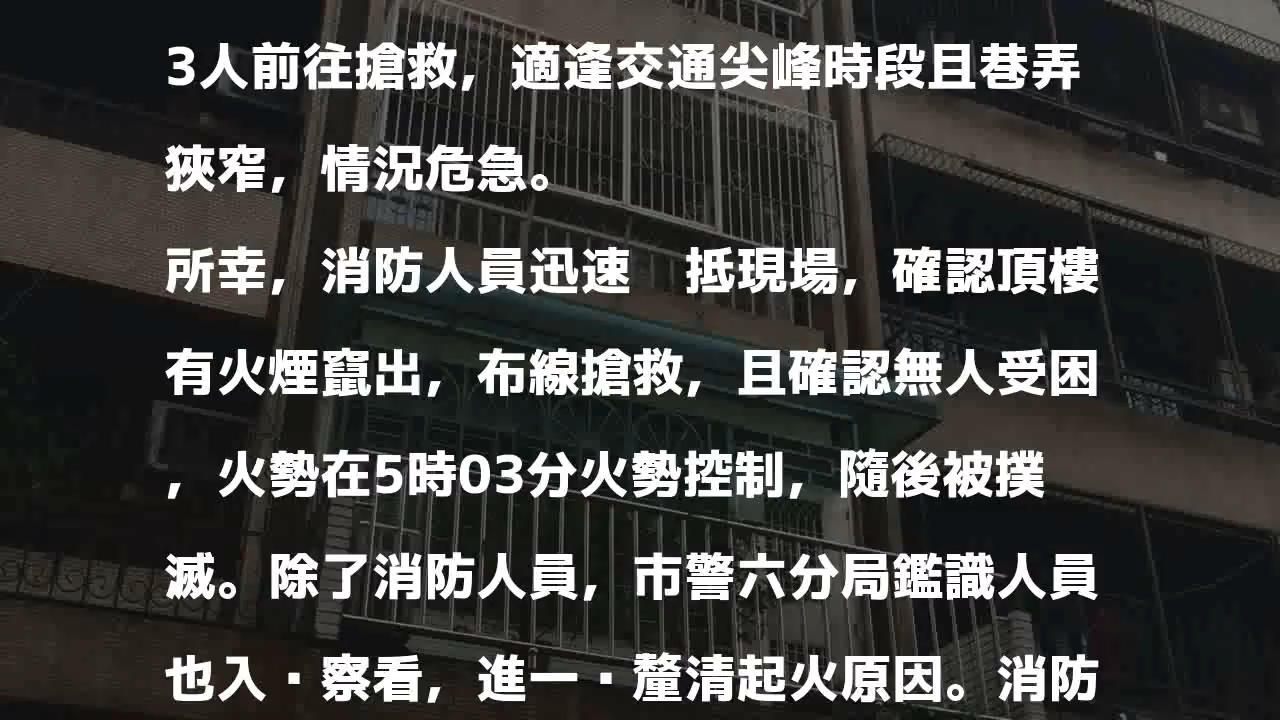 3人前往搶救，適逢交通尖峰時段且巷弄
狹窄，情況危急。
所幸，消防人員迅速　抵現場，確認頂樓
有火煙竄出，布線搶救，且確認無人受困
，火勢在5時03分火勢控制，隨後被撲
滅。除了消防人員，市警六分局鑑識人員
也入·察看，進一·釐清起火原因。消防